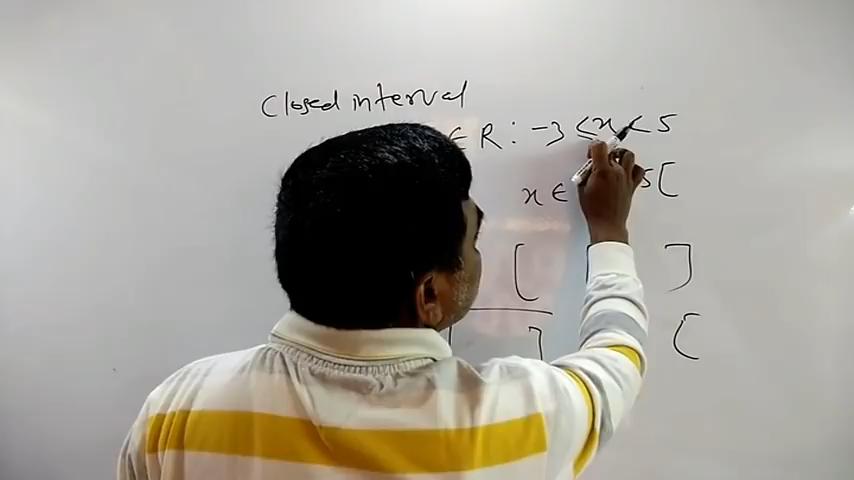 Closed interval
∈ R : -3 ≤ x < 5
x ∈ 5 [
[ ]
] [